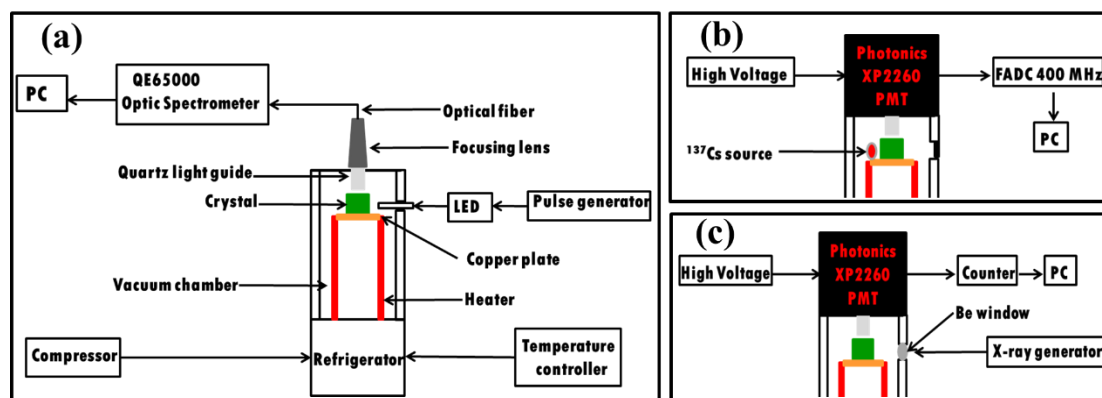 (a)
QE65000
Optic Spectrometer
PC
Optical fiber
Focusing lens
Quartz light guide
Crystal
LED
Pulse generator
Copper plate
Vacuum chamber
Heater
Compressor
Refrigerator
Temperature
controller
(b)
High Voltage
Photonics
XP2260
PMT
FADC 400 MHz
PC
¹³⁷Cs source
(c)
High Voltage
Photonics
XP2260
PMT
Counter
PC
Be window
X-ray generator